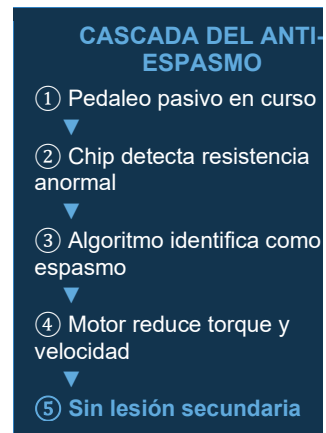 CASCADA DEL ANTI-
ESPASMO
① Pedaleo pasivo en curso
▼
② Chip detecta resistencia
anormal
▼
③ Algoritmo identifica como
espasmo
▼
④ Motor reduce torque y
velocidad
▼
⑤ Sin lesión secundaria